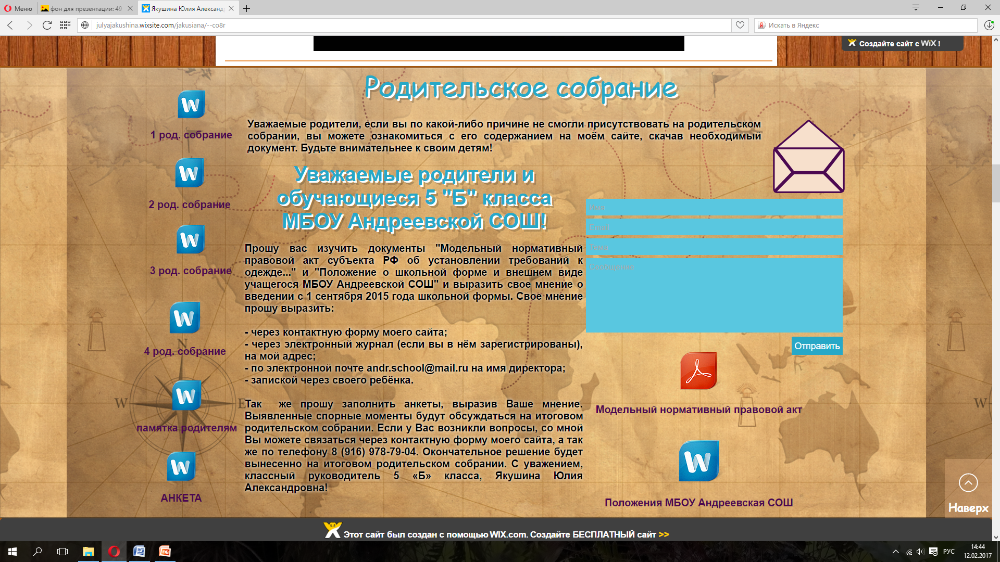 Меню
фон для презентации: 49
Якушина Юлия Александр
julyajakushina.wixsite.com/jakusiana/--co8r
Искать в Яндекс
Создайте сайт с WiX !
Родительское собрание
1 род. собрание
2 род. собрание
3 род. собрание
4 род. собрание
памятка родителям
АНКЕТА
Уважаемые родители, если вы по какой-либо причине не смогли присутствовать на родительском
собрании, вы можете ознакомиться с его содержанием на моём сайте, скачав необходимый
документ. Будьте внимательнее к своим детям!
Уважаемые родители и
обучающиеся 5 "Б" класса
МБОУ Андреевской СОШ!
Прошу вас изучить документы "Модельный нормативный
правовой акт субъекта РФ об установлении требований к
одежде..." и "Положение о школьной форме и внешнем виде
учащегося МБОУ Андреевской СОШ" и выразить свое мнение о
введении с 1 сентября 2015 года школьной формы. Свое мнение
прошу выразить:
- через контактную форму моего сайта;
- через электронный журнал (если вы в нём зарегистрированы),
на мой адрес;
- по электронной почте andr.school@mail.ru на имя директора;
- запиской через своего ребёнка.
Так же прошу заполнить анкеты, выразив Ваше мнение.
Выявленные спорные моменты будут обсуждаться на итоговом
родительском собрании. Если у Вас возникли вопросы, со мной
Вы можете связаться через контактную форму моего сайта, а так
же по телефону 8 (916) 978-79-04. Окончательное решение будет
вынесенно на итоговом родительском собрании. С уважением,
классный руководитель 5 «Б» класса, Якушина Юлия
Александровна!
Имя
Email
Тема
Сообщение
Отправить
Модельный нормативный правовой акт
Положения МБОУ Андреевская СОШ
N
W
E
W
Наверх
Этот сайт был создан с помощью WIX.com. Создайте БЕСПЛАТНЫЙ сайт >>
РУС
14:44
12.02.2017